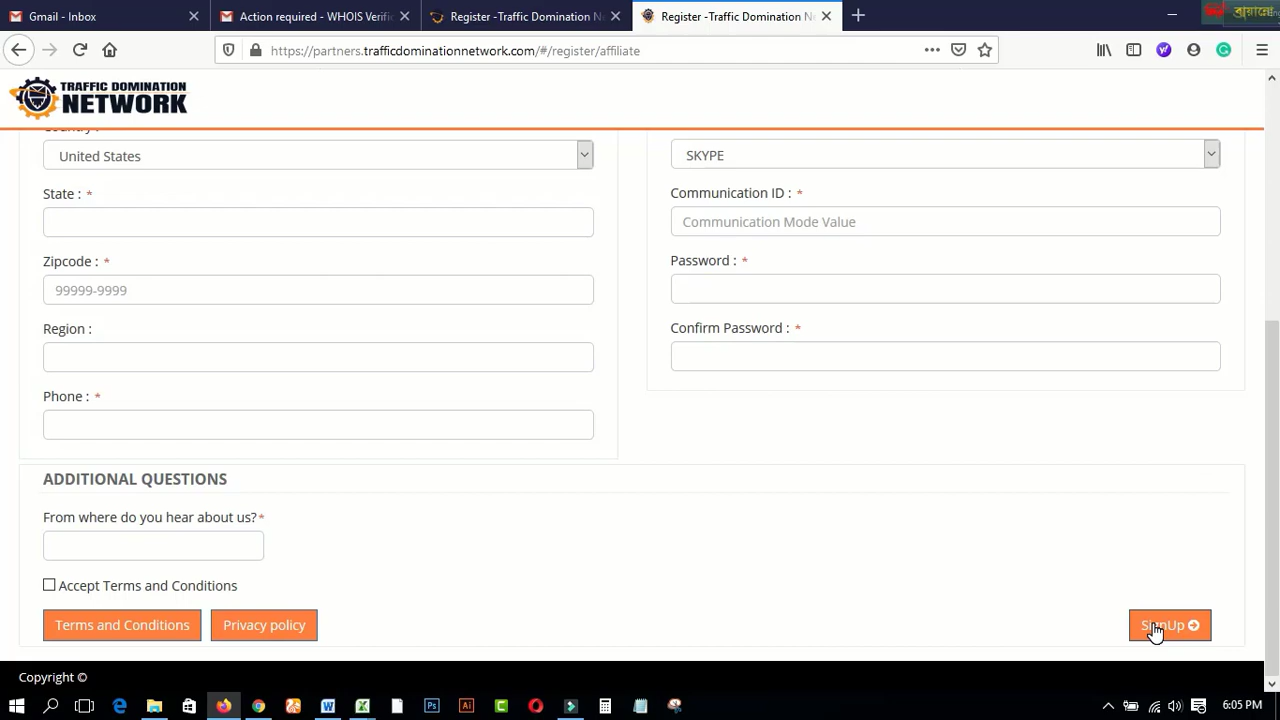 Gmail - Inbox
Action required - WHOIS Verific
Register -Traffic Domination N
Register -Traffic Domination N
https://partners.trafficdominationnetwork.com/#/register/affiliate
TRAFFIC DOMINATION
NETWORK
Country :
United States
SKYPE
State : *
Communication ID : *
Communication Mode Value
Zipcode : *
Password : *
99999-9999
Region :
Confirm Password : *
Phone : *
ADDITIONAL QUESTIONS
From where do you hear about us?*
Accept Terms and Conditions
Terms and Conditions
Privacy policy
SignUp
Copyright ©
6:05 PM